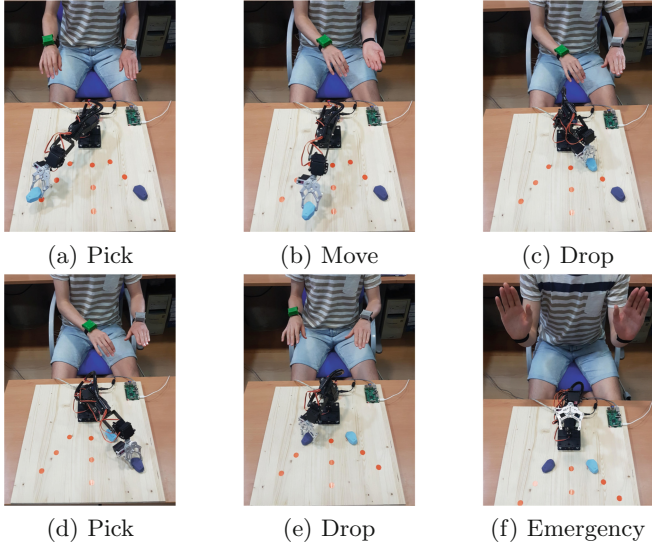 (a) Pick
(b) Move
(c) Drop
(d) Pick
(e) Drop
(f) Emergency